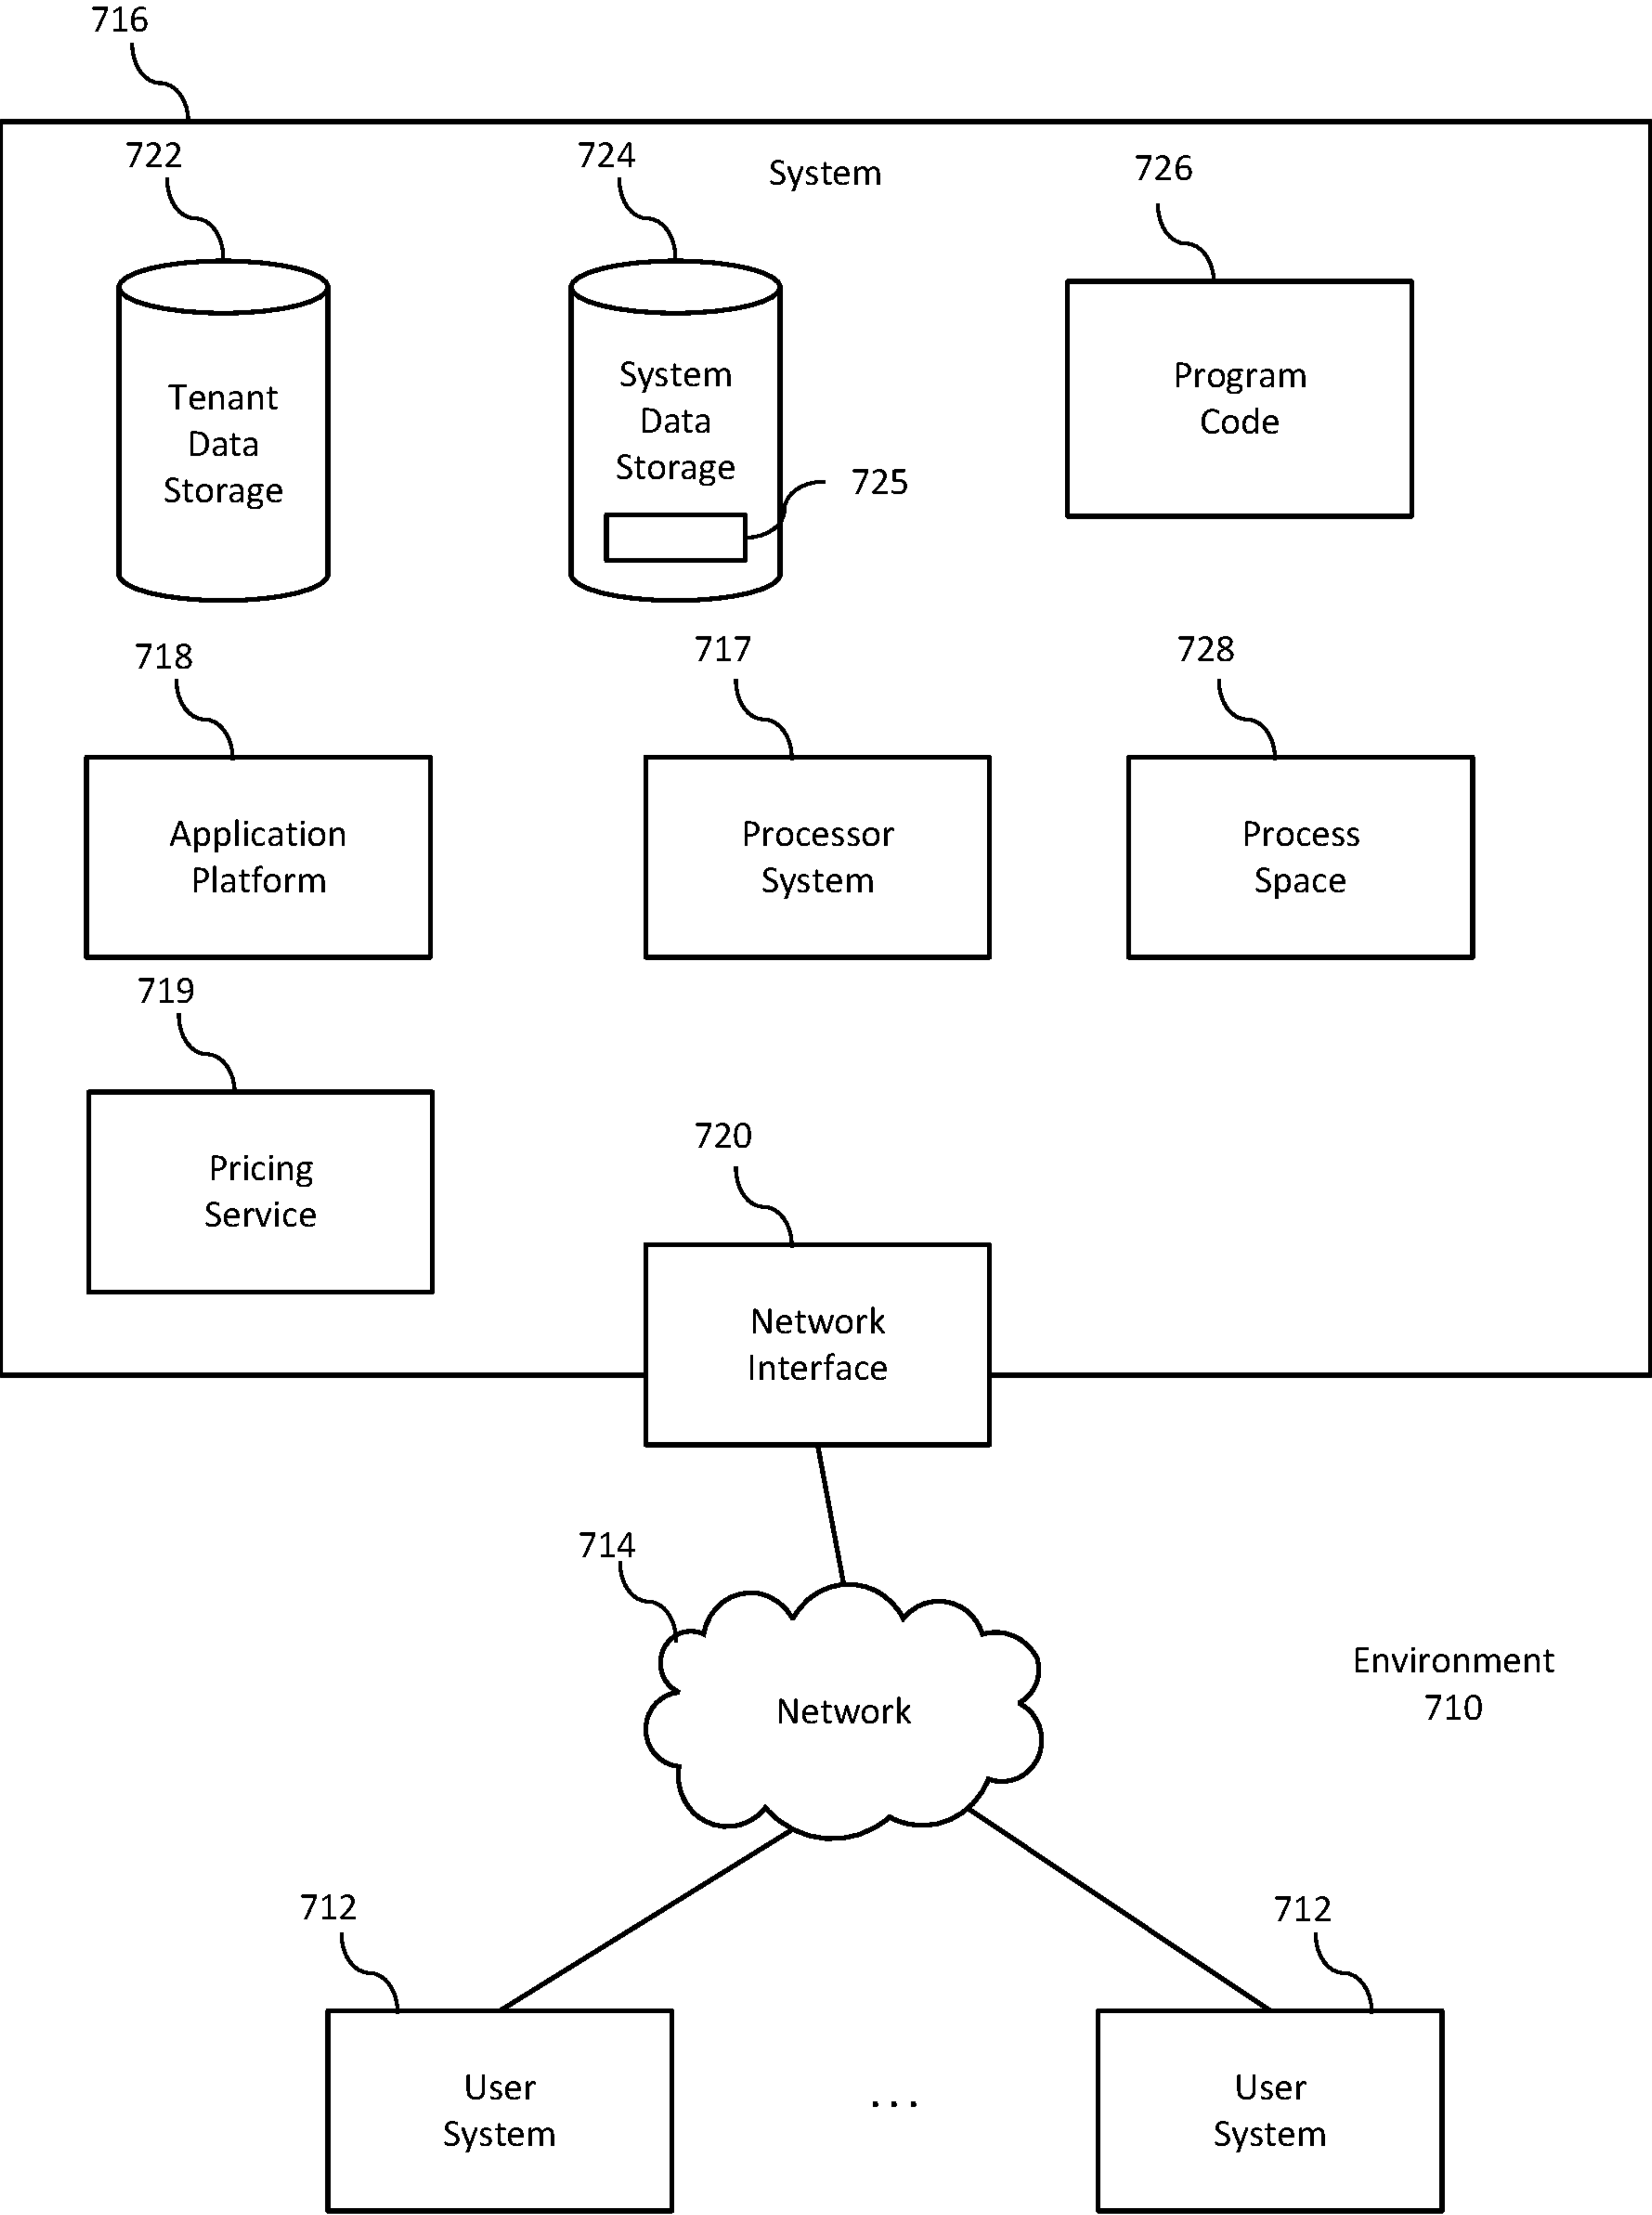 716
722
724
System
726
Tenant
Data
Storage
System
Data
Storage
725
Program
Code
718
717
728
Application
Platform
Processor
System
Process
Space
719
Pricing
Service
720
Network
Interface
714
Network
Environment
710
712
712
User
System
...
User
System